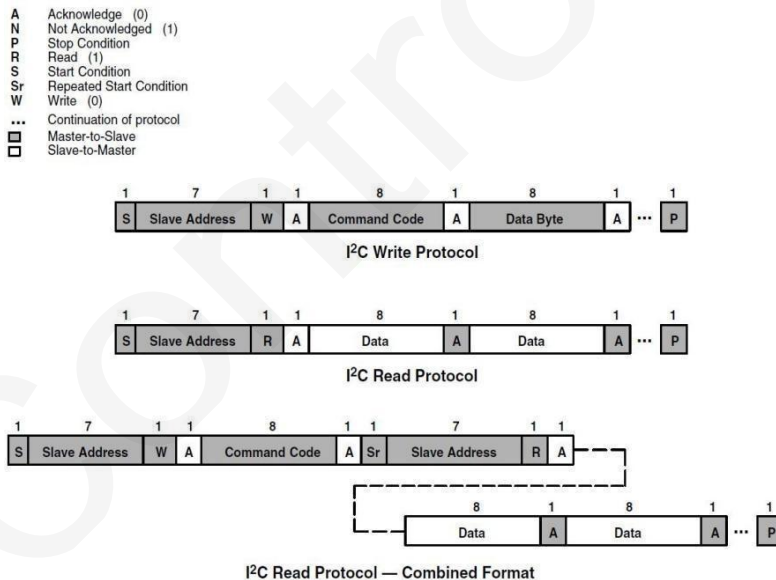 A Acknowledge (0)
N Not Acknowledged (1)
P Stop Condition
R Read (1)
S Start Condition
Sr Repeated Start Condition
W Write (0)
... Continuation of protocol
Master-to-Slave
Slave-to-Master
1 7 1 1 8 1 8 1 1
S Slave Address W A Command Code A Data Byte A ... P
I²C Write Protocol
1 7 1 1 8 1 8 1 1
S Slave Address R A Data A Data A ... P
I²C Read Protocol
1 7 1 1 8 1 1 7 1 1
S Slave Address W A Command Code A Sr Slave Address R A
8 1 8 1 1
Data A Data A ... P
I²C Read Protocol — Combined Format